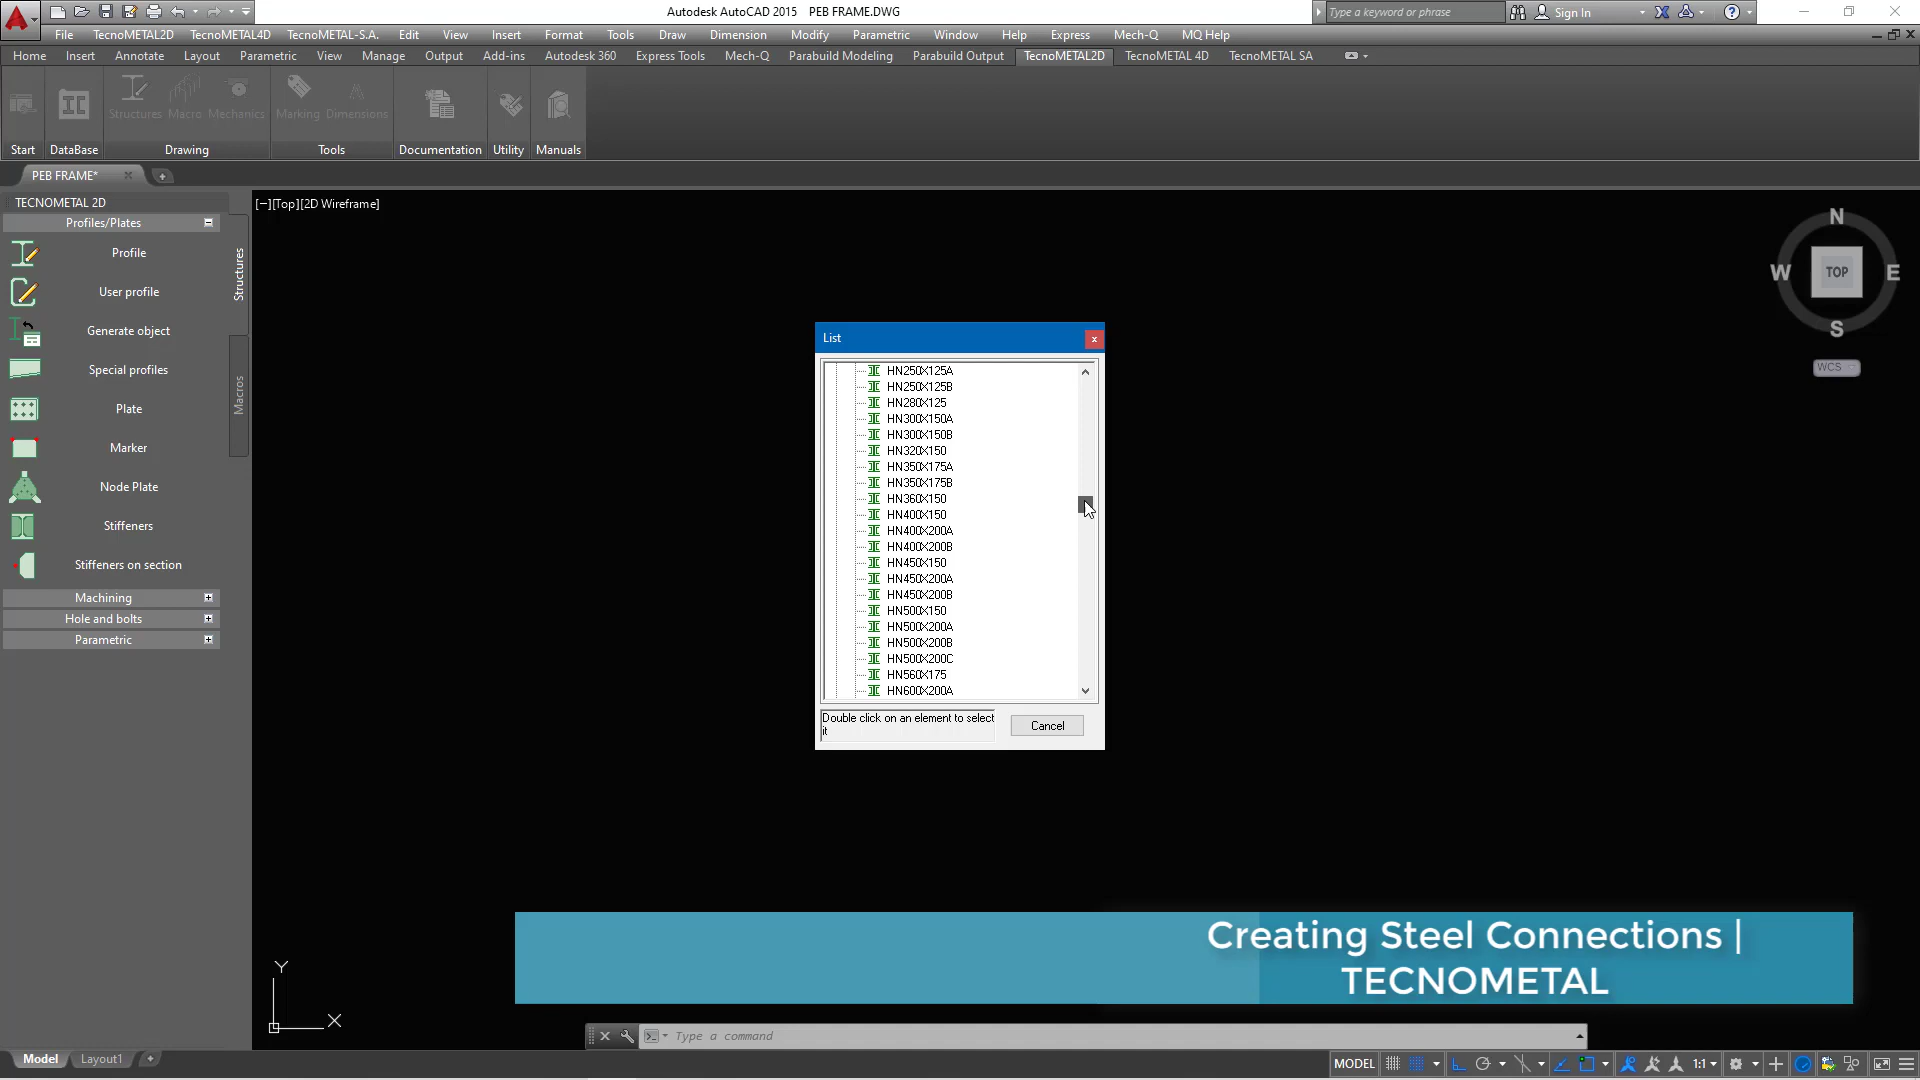 Autodesk AutoCAD 2015 PEB FRAME.DWG
Type a keyword or phrase
Sign In
File TecnoMETAL2D TecnoMETAL4D TecnoMETAL-S.A. Edit View Insert Format Tools Draw Dimension Modify Parametric Window Help Express Mech-Q MQ Help
Home Insert Annotate Layout Parametric View Manage Output Add-ins Autodesk 360 Express Tools Mech-Q Parabuild Modeling Parabuild Output TecnoMETAL2D TecnoMETAL 4D TecnoMETAL SA
Structures Macro Mechanics Marking Dimensions
Start DataBase Drawing Tools Documentation Utility Manuals
PEB FRAME*
TECNOMETAL 2D
Profiles/Plates
Profile
User profile
Generate object
Special profiles
Plate
Marker
Node Plate
Stiffeners
Stiffeners on section
Machining
Hole and bolts
Parametric
Structures
Macros
[−][Top][2D Wireframe]
N
W TOP E
S
WCS
List
x
HN250X125A
HN250X125B
HN280X125
HN300X150A
HN300X150B
HN320X150
HN350X175A
HN350X175B
HN360X150
HN400X150
HN400X200A
HN400X200B
HN450X150
HN450X200A
HN450X200B
HN500X150
HN500X200A
HN500X200B
HN500X200C
HN560X175
HN600X200A
Double click on an element to select
it
Cancel
Creating Steel Connections |
TECNOMETAL
Y
X
Type a command
Model Layout1
MODEL 1:1